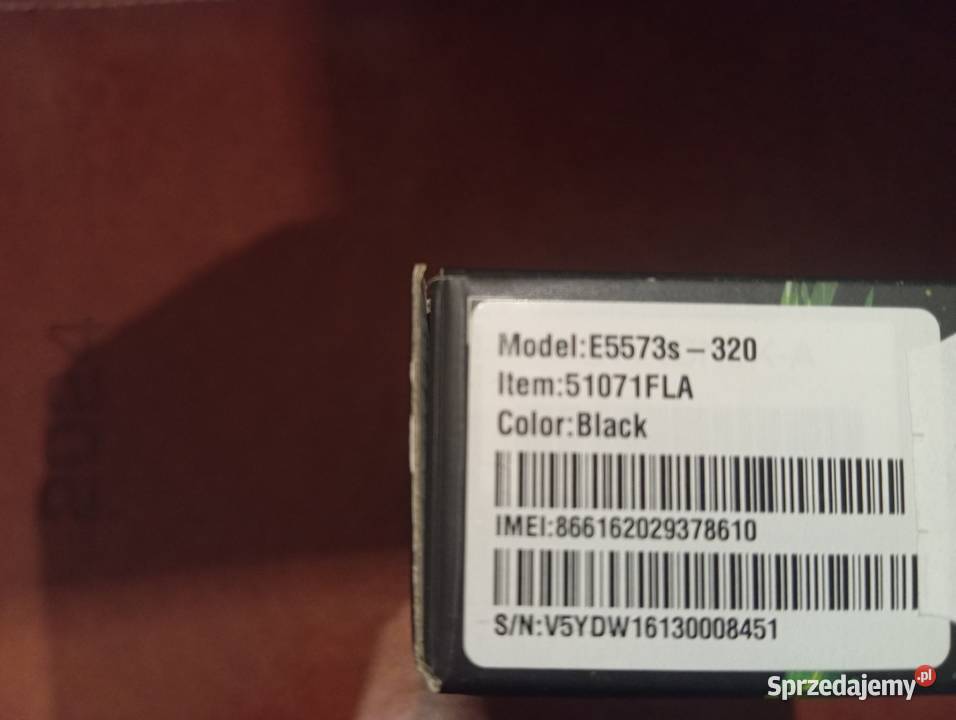 Model:E5573s – 320
Item:51071FLA
Color:Black
IMEI:866162029378610
S/N:V5YDW16130008451
Sprzedajemy.pl